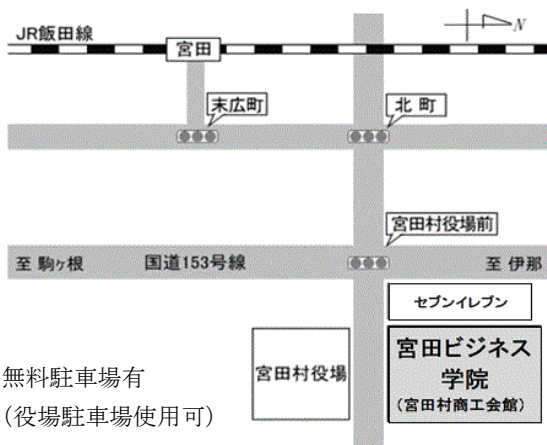 N
JR飯田線
宮田
末広町
北町
宮田村役場前
至 駒ヶ根
国道153号線
至 伊那
セブンイレブン
宮田村役場
宮田ビジネス
学院
(宮田村商工会館)
無料駐車場有
(役場駐車場使用可)